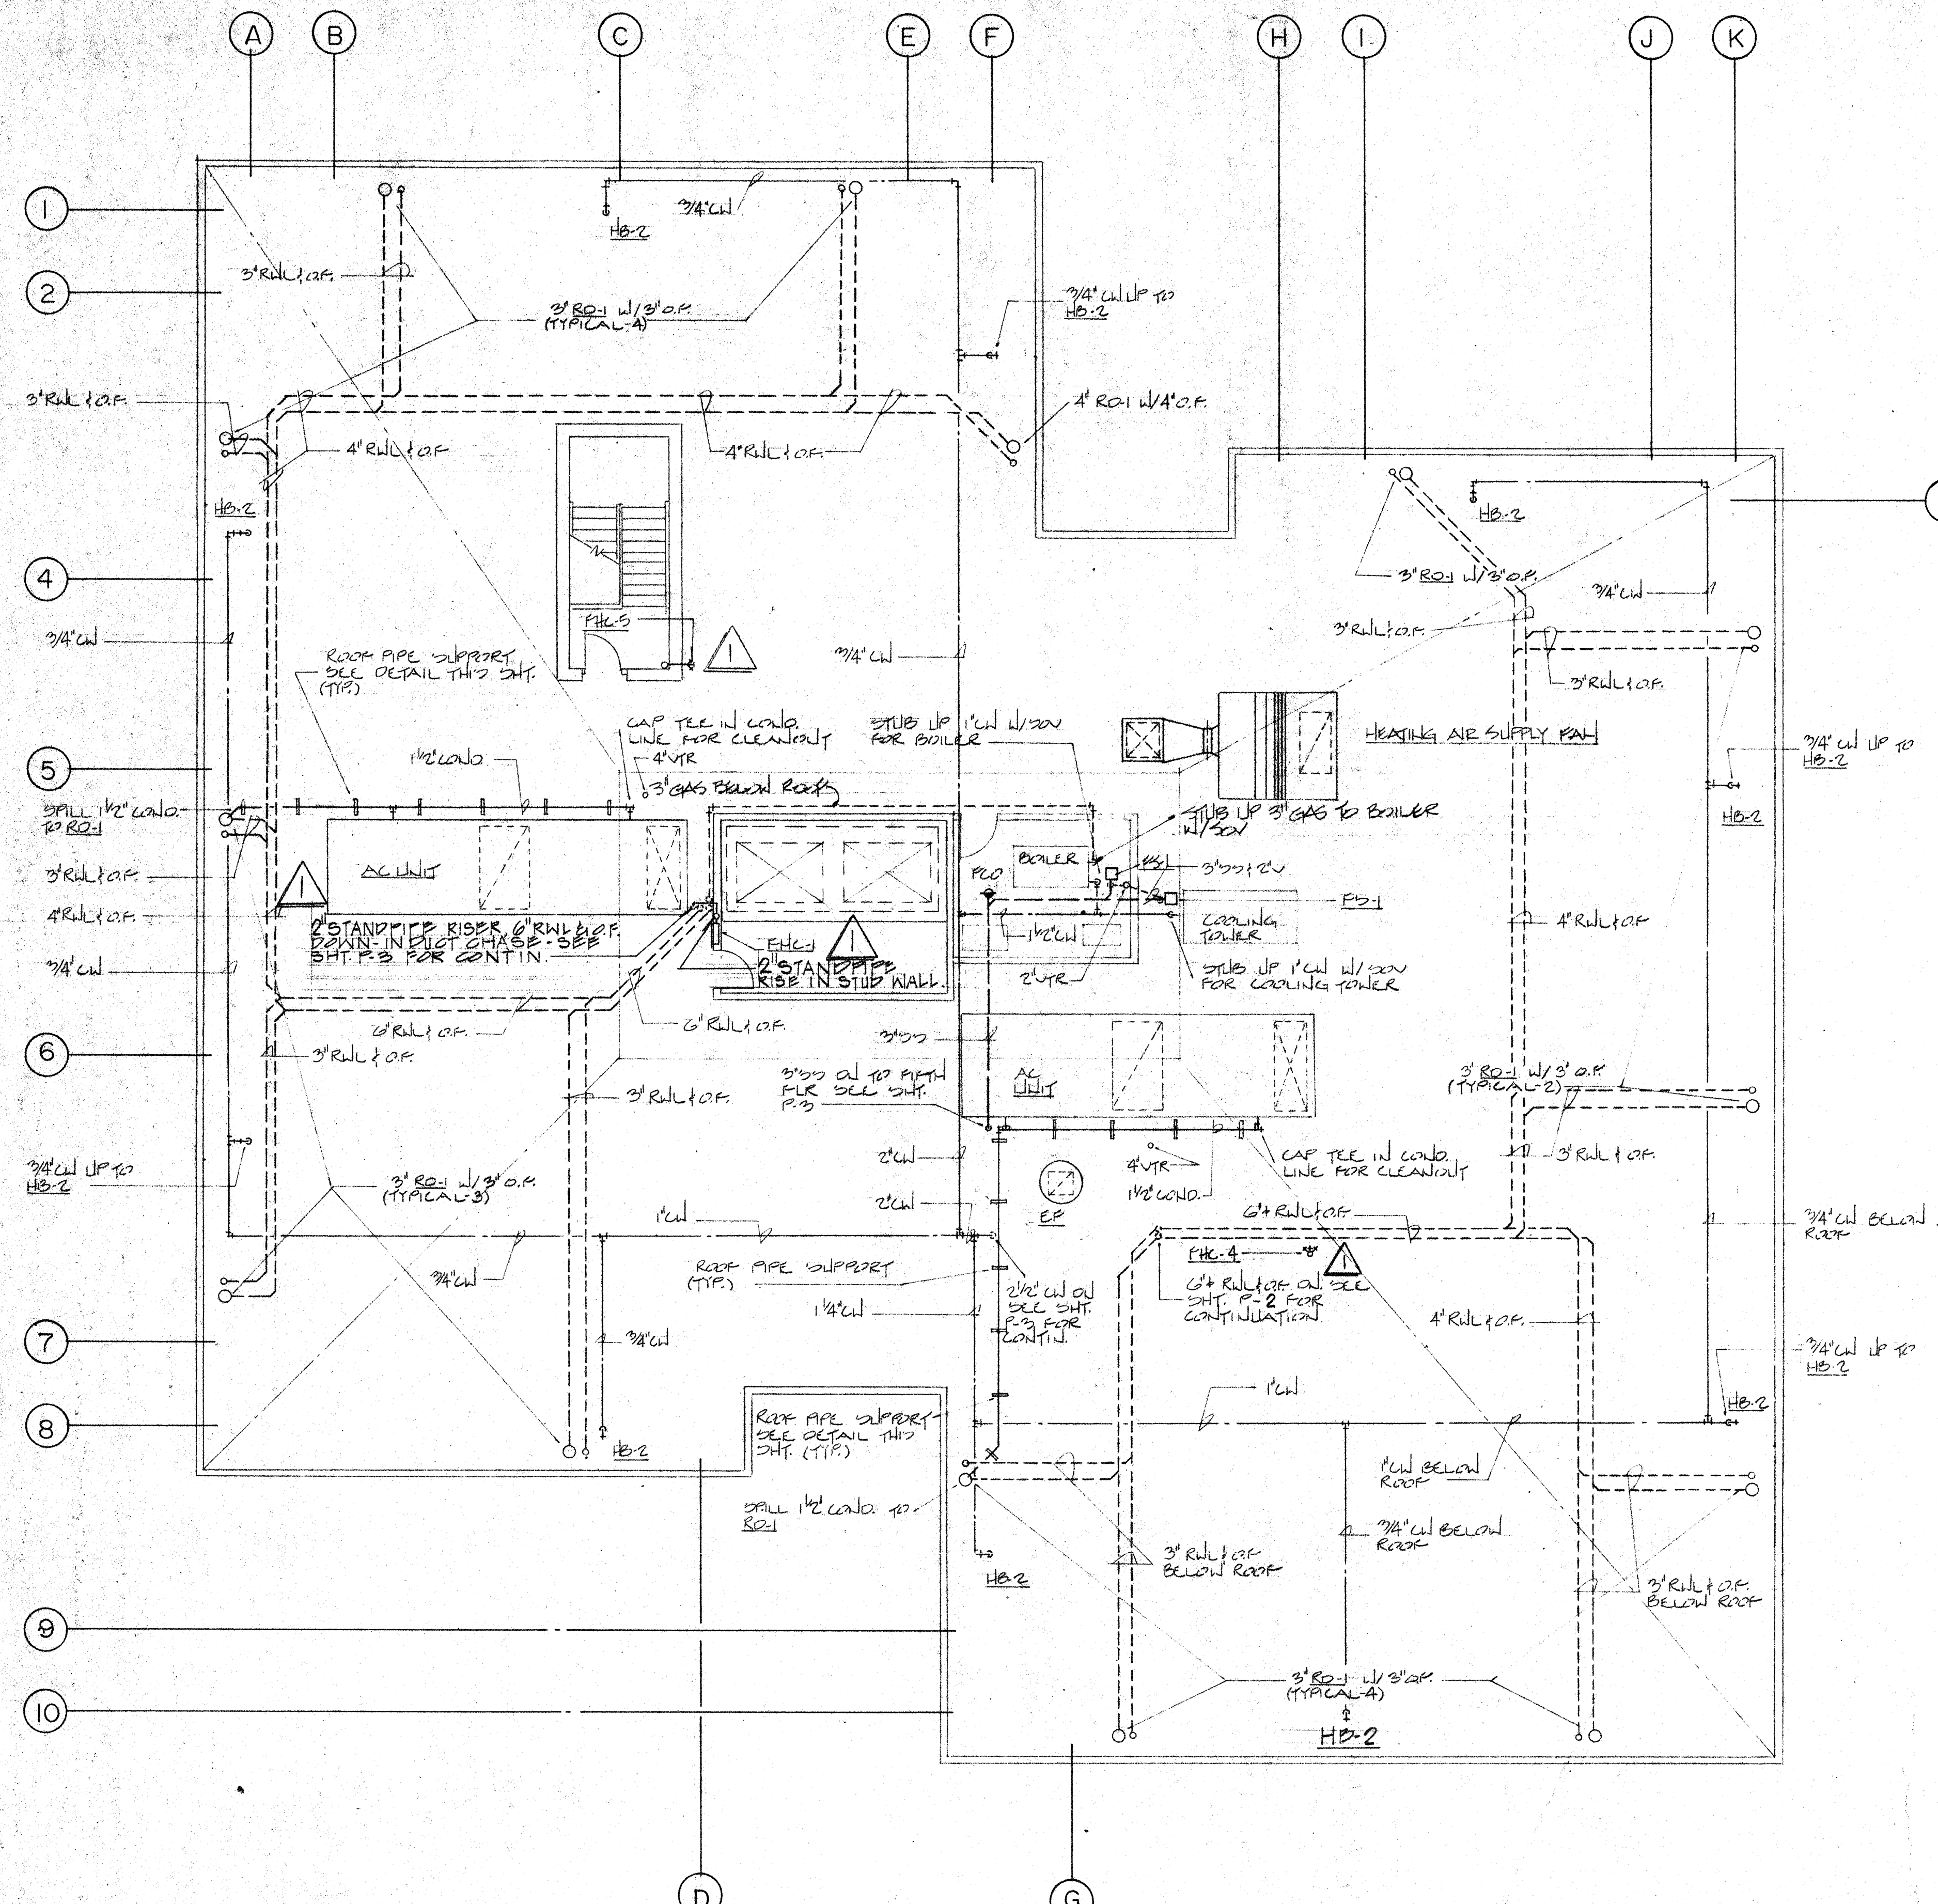 A
B
C
E
F
H
I
J
K
1
2
4
5
6
7
8
9
10
D
G
3/4" CW
HB-2
3" RWL & O.F.
3" RD-1 W/3" O.F.
(TYPICAL-4)
3/4" CW UP TO
HB-2
3" RWL & O.F.
4" RWL & O.F.
4" RWL & O.F.
4" RD-1 W/4" O.F.
HB-2
HB-2
3" RD-1 W/3" O.F.
3/4" CW
3" RWL & O.F.
3" RWL & O.F.
FHC-5
1
3/4" CW
3/4" CW
ROOF PIPE SUPPORT
SEE DETAIL THIS SHT.
(TYP.)
CAP TEE IN COND.
LINE FOR CLEANOUT
STUB UP 1" CW W/SOV
FOR BOILER
HEATING AIR SUPPLY FAN
3/4" CW UP TO
HB-2
HB-2
4" VTR
1 1/2" COND.
3" GAS BELOW ROOF
SPILL 1 1/2" COND.
TO RD-1
STUB UP 3" GAS TO BOILER
W/SOV
3" RWL & O.F.
AC UNIT
1
BOILER
FCO
FS-1
3" SS & 2" V
FS-1
4" RWL & O.F.
4" RWL & O.F.
2" STANDPIPE RISER, 6" RWL & O.F.
DOWN-IN DUCT CHASE-SEE
SHT. P-3 FOR CONTIN.
FHC-1
1
2" STANDPIPE
RISE IN STUD WALL.
1 1/2" CW
COOLING
TOWER
2" VTR
STUB UP 1" CW W/SOV
FOR COOLING TOWER
3/4" CW
6" RWL & O.F.
6" RWL & O.F.
3" RWL & O.F.
3" SS
3" SS DN TO FIFTH
FLR SEE SHT.
P-3
AC
UNIT
3" RD-1 W/3" O.F.
(TYPICAL-2)
3" RWL & O.F.
3" RWL & O.F.
CAP TEE IN COND.
LINE FOR CLEANOUT
2" CW
4" VTR
1 1/2" COND.
3/4" CW UP TO
HB-2
3" RD-1 W/3" O.F.
(TYPICAL-3)
2" CW
EF
6"ϕ RWL & O.F.
1" CW
3/4" CW BELOW
ROOF
3/4" CW
ROOF PIPE SUPPORT
(TYP.)
FHC-4
1
6"ϕ RWL & O.F. DN. SEE
SHT. P-2 FOR
CONTINUATION
2 1/2" CW DN
SEE SHT.
P-3 FOR
CONTIN.
1 1/4" CW
4" RWL & O.F.
3/4" CW
3/4" CW UP TO
HB-2
1" CW
HB-2
ROOF PIPE SUPPORT-
SEE DETAIL THIS
SHT. (TYP.)
HB-2
1" CW BELOW
ROOF
SPILL 1 1/2" COND. TO
RD-1
3/4" CW BELOW
ROOF
3" RWL & O.F.
BELOW ROOF
HB-2
3" RWL & O.F.
BELOW ROOF
3" RD-1 W/3" O.F.
(TYPICAL-4)
HB-2